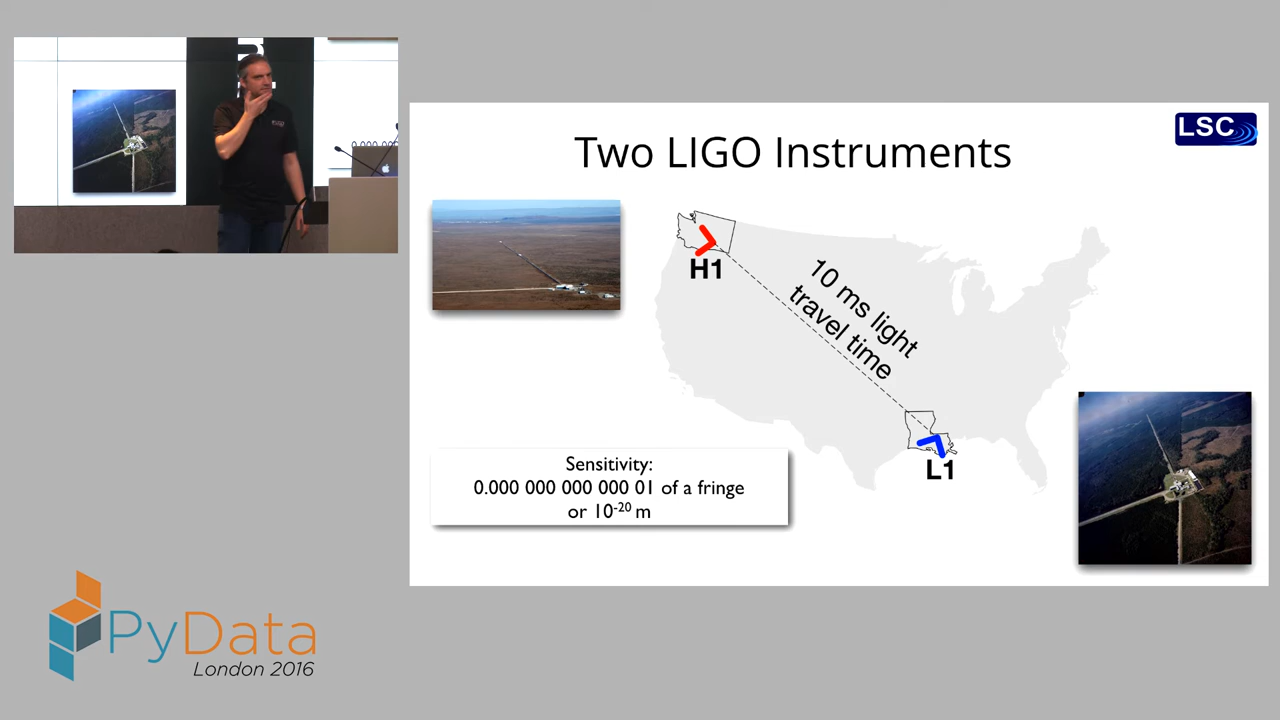 Two LIGO Instruments
LSC
H1
10 ms light
travel time
L1
Sensitivity:
0.000 000 000 000 01 of a fringe
or 10⁻²⁰ m
PyData
London 2016